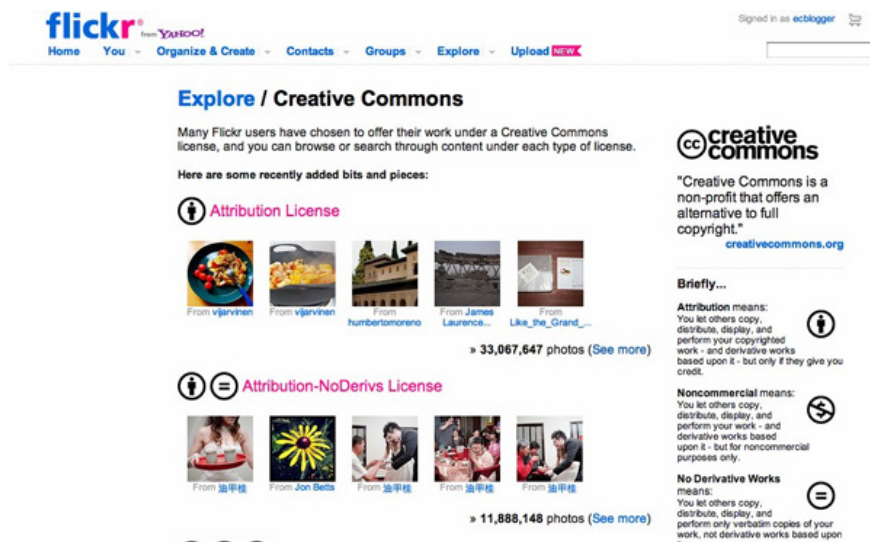 flickr from YAHOO!
Signed in as ecblogger
Home You Organize & Create Contacts Groups Explore Upload NEW
Explore / Creative Commons
Many Flickr users have chosen to offer their work under a Creative Commons
license, and you can browse or search through content under each type of license.
Here are some recently added bits and pieces:
Attribution License
From vijarvinen
From vijarvinen
From
humbertomoreno
From James
Laurence...
From
Like_the_Grand_...
» 33,067,647 photos (See more)
Attribution-NoDerivs License
From 油甲桂
From Jon Betts
From 油甲桂
From 油甲桂
From 油甲桂
» 11,888,148 photos (See more)
cc creative
commons
"Creative Commons is a
non-profit that offers an
alternative to full
copyright."
creativecommons.org
Briefly...
Attribution means:
You let others copy,
distribute, display, and
perform your copyrighted
work - and derivative works
based upon it - but only if they give you
credit.
Noncommercial means:
You let others copy,
distribute, display, and
perform your work - and
derivative works based
upon it - but for noncommercial
purposes only.
No Derivative Works
means:
You let others copy,
distribute, display, and
perform only verbatim copies of your
work, not derivative works based upon